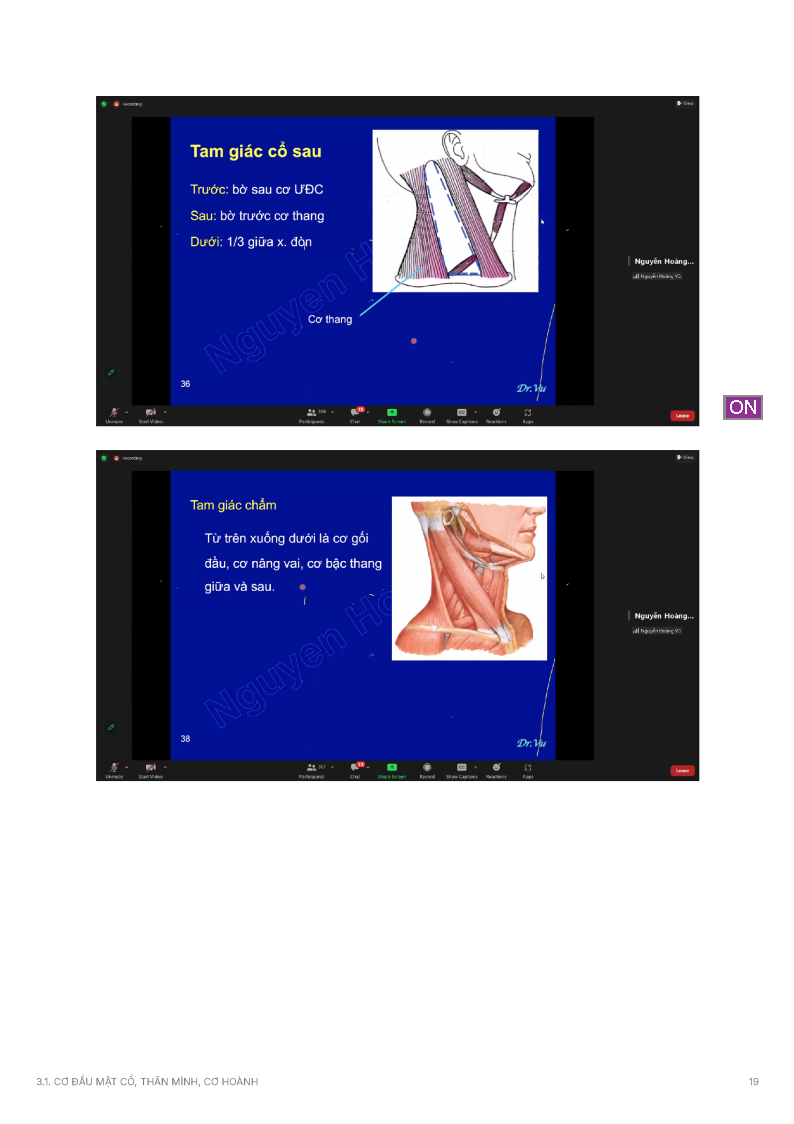 Recording
View
Tam giác cổ sau
Trước: bờ sau cơ ƯĐC
Sau: bờ trước cơ thang
Dưới: 1/3 giữa x. đòn
Cơ thang
Nguyen Ho
36
Dr.Vu
Nguyễn Hoàng...
Nguyễn Hoàng Vũ
Unmute
Start Video
Participants
Chat
Share Screen
Record
Show Captions
Reactions
Apps
Leave
ON
Recording
View
Tam giác chẩm
Từ trên xuống dưới là cơ gối
đầu, cơ nâng vai, cơ bậc thang
giữa và sau.
Nguyen Ho
38
Dr.Vu
Nguyễn Hoàng...
Nguyễn Hoàng Vũ
Unmute
Start Video
Participants
Chat
Share Screen
Record
Show Captions
Reactions
Apps
Leave
3.1. CƠ ĐẦU MẶT CỔ, THÂN MÌNH, CƠ HOÀNH
19